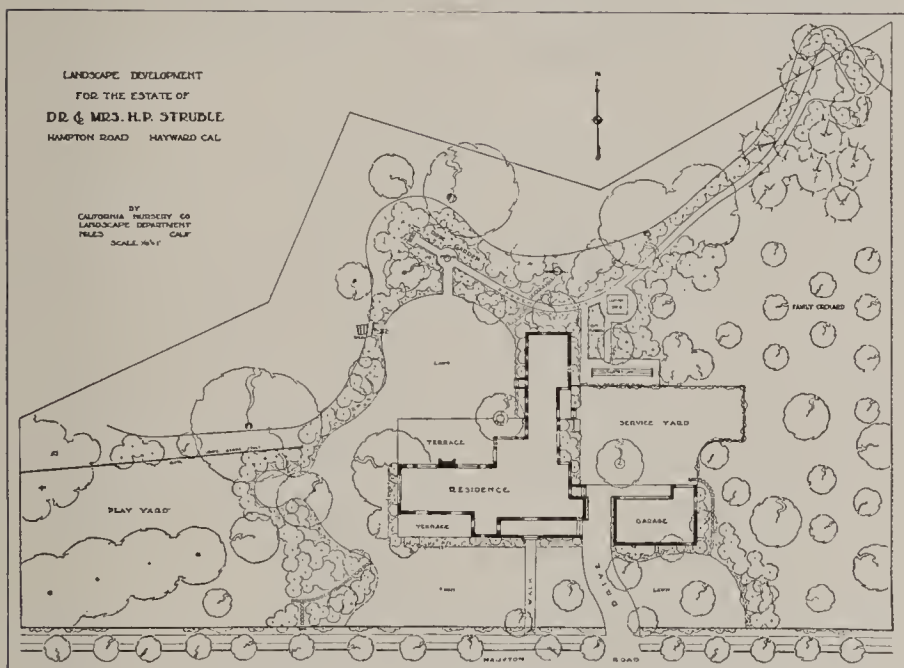 LANDSCAPE DEVELOPMENT
FOR THE ESTATE OF
DR & MRS. H.P. STRUBLE
HAMPTON ROAD HAYWARD CAL
BY
CALIFORNIA NURSERY CO
LANDSCAPE DEPARTMENT
NILES CALIF
SCALE
N
GARDEN
FAMILY ORCHARD
LAWN
SERVICE YARD
TERRACE
RESIDENCE
PLAY YARD
TERRACE
GARAGE
LAWN
WALK
DRIVE
LAWN
HAMPTON ROAD